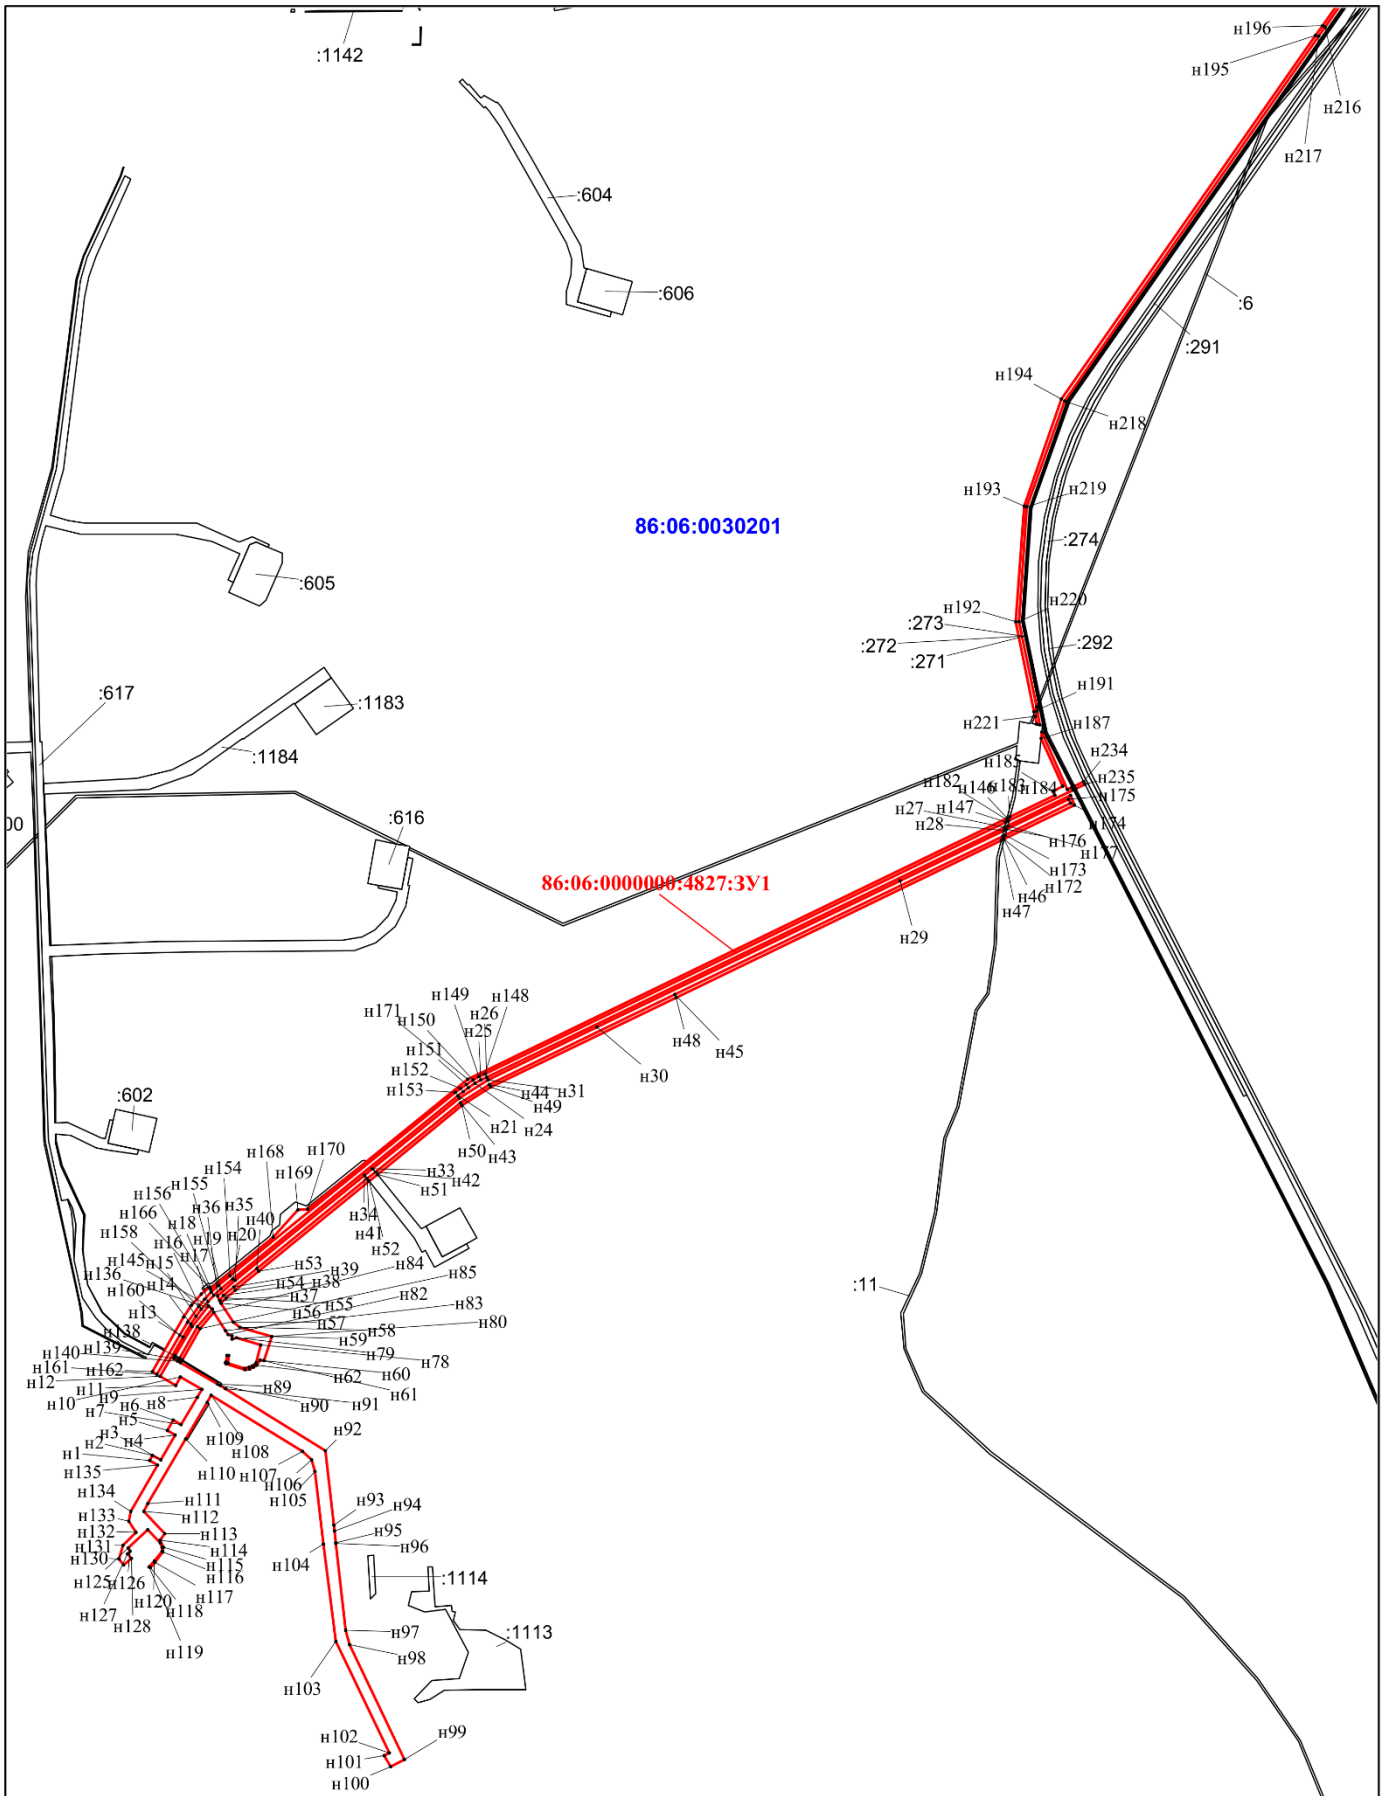 :1142
н196
н195
н216
н217
:604
:606
:6
:291
н194
н218
н193
н219
86:06:0030201
:274
:605
н192
н220
:273
:272
:271
:292
:617
:1183
н191
н221
н187
:1184
н185
н234
н182
н235
н146
н183
н184
н175
00
:616
н27
н147
н174
н28
н176
н177
н173
н172
н46
н47
86:06:0000000:4827:ЗУ1
н29
н149
н148
н171
н26
н150
н25
н48
н45
н151
н30
н152
н153
н44
н31
н49
:602
н21
н24
н50
н43
н168
н170
н154
н169
н33
н155
н42
н156
н36
н35
н51
н166
н40
н34
н158
н18
н20
н41
н16
н19
н52
н145
н17
н53
н136
н15
н84
н160
н14
н39
н54
н38
н85
н13
н37
н55
н82
н56
н83
н138
н57
н58
н80
н139
н59
н140
н79
н161
н78
н162
н60
н12
н62
н61
н11
н89
н10
н90
н91
н9
н8
н6
н7
н5
н92
н3
н109
н2
н4
н108
н1
н107
н110
н106
н135
н105
н134
н111
н93
н133
н112
н94
н132
н113
н95
н131
н114
н96
н130
н115
н104
н125
н116
н126
н117
:1114
н127
н120
н118
н128
н119
н97
:1113
н98
н103
н102
н99
н101
н100
:11